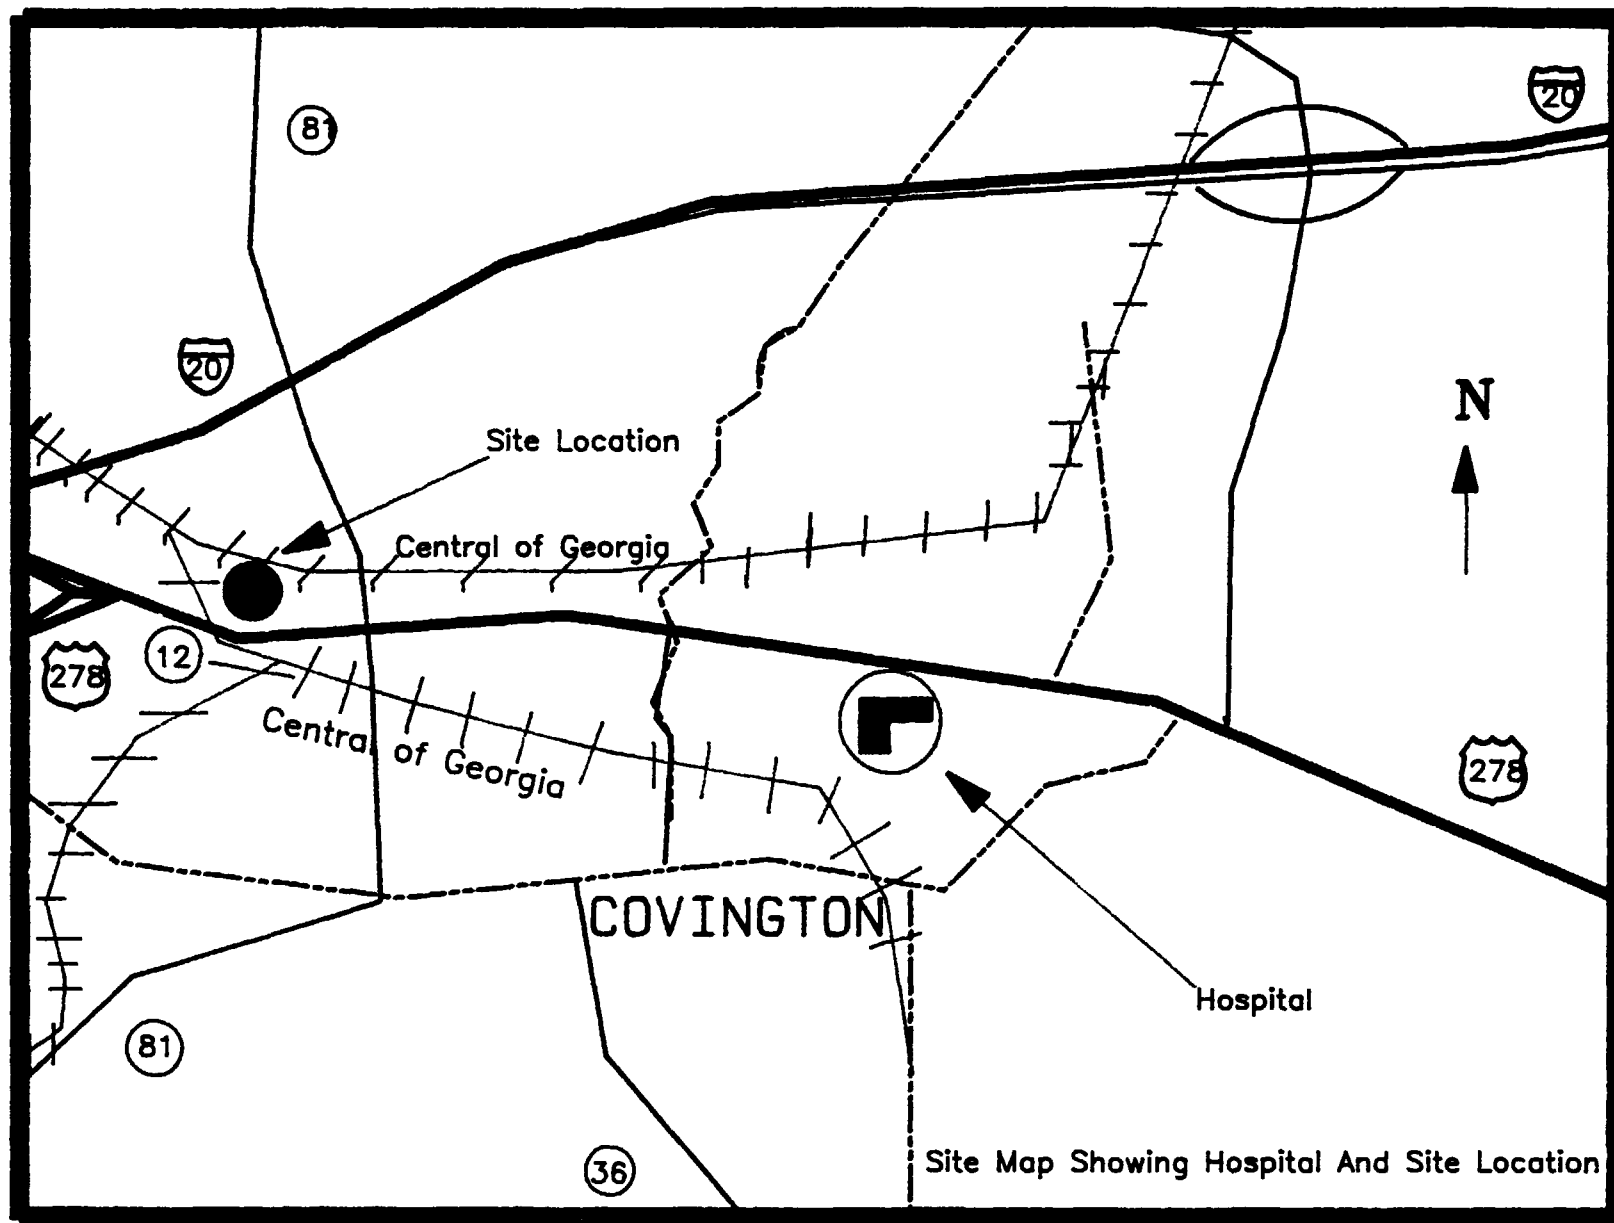 20
81
20
N
Site Location
Central of Georgia
12
278
Central of Georgia
278
COVINGTON
Hospital
81
36
Site Map Showing Hospital And Site Location